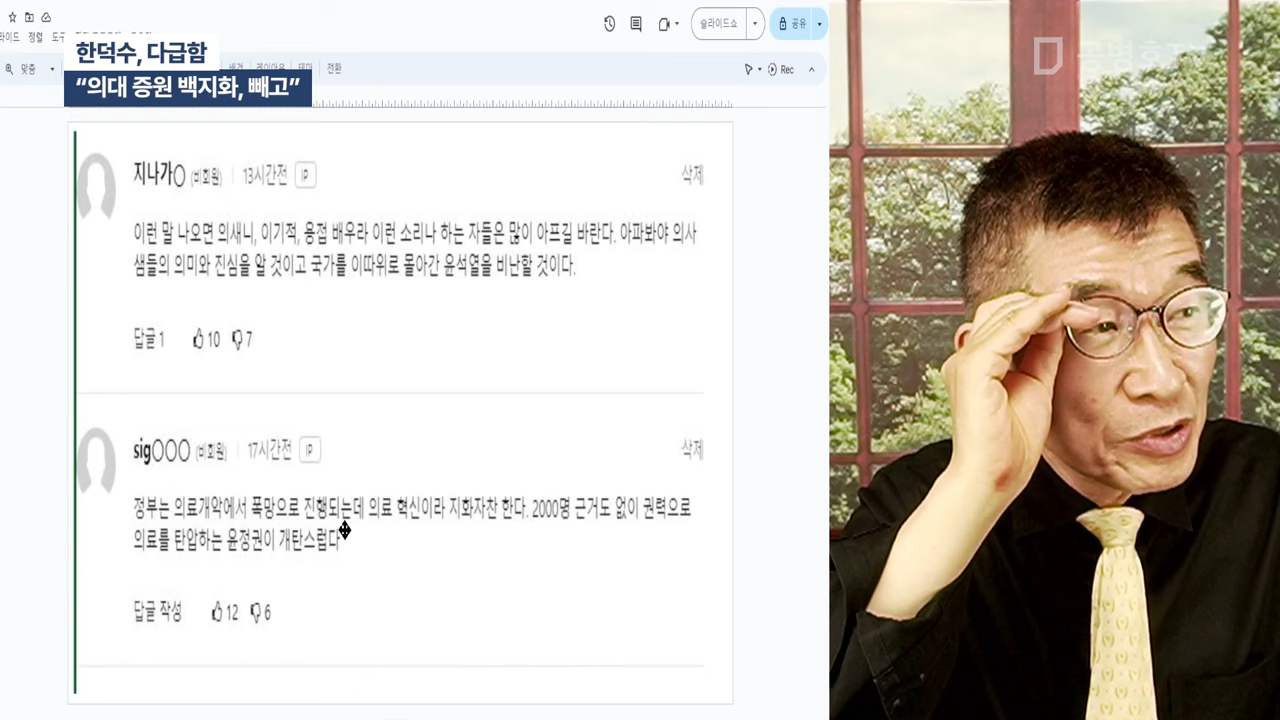 슬라이드쇼
공유
라이드 정렬 도구
한덕수, 다급함
맞춤
전환
Rec
“의대 증원 백지화, 빼고”
지나가○ (비회원) 13시간전 IP 삭제
이런 말 나오면 의새니, 이기적, 용접 배우라 이런 소리나 하는 자들은 많이 아프길 바란다. 아파봐야 의사
샘들의 의미와 진심을 알 것이고 국가를 이따위로 몰아간 윤석열을 비난할 것이다.
답글 1 10 7
sig○○○ (비회원) 17시간전 IP 삭제
정부는 의료개악에서 폭망으로 진행되는데 의료 혁신이라 지화자찬 한다. 2000명 근거도 없이 권력으로
의료를 탄압하는 윤정권이 개탄스럽다
답글 작성 12 6